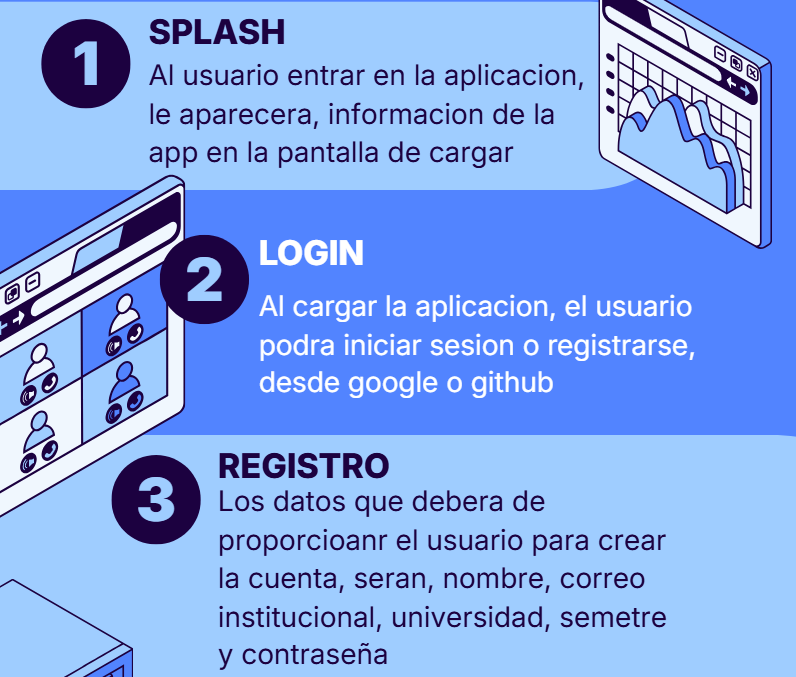 1
SPLASH
Al usuario entrar en la aplicacion,
le aparecera, informacion de la
app en la pantalla de cargar
2
LOGIN
Al cargar la aplicacion, el usuario
podra iniciar sesion o registrarse,
desde google o github
3
REGISTRO
Los datos que debera de
proporcioanr el usuario para crear
la cuenta, seran, nombre, correo
institucional, universidad, semetre
y contraseña